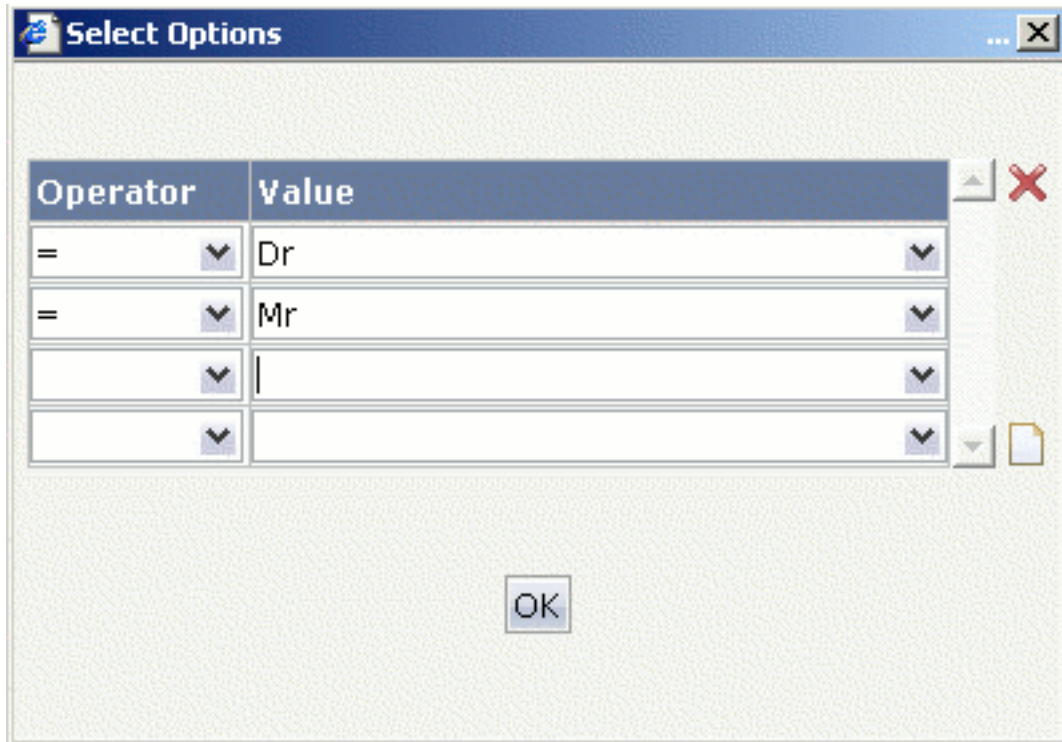 Select Options ...
Operator Value
= Dr
= Mr
OK